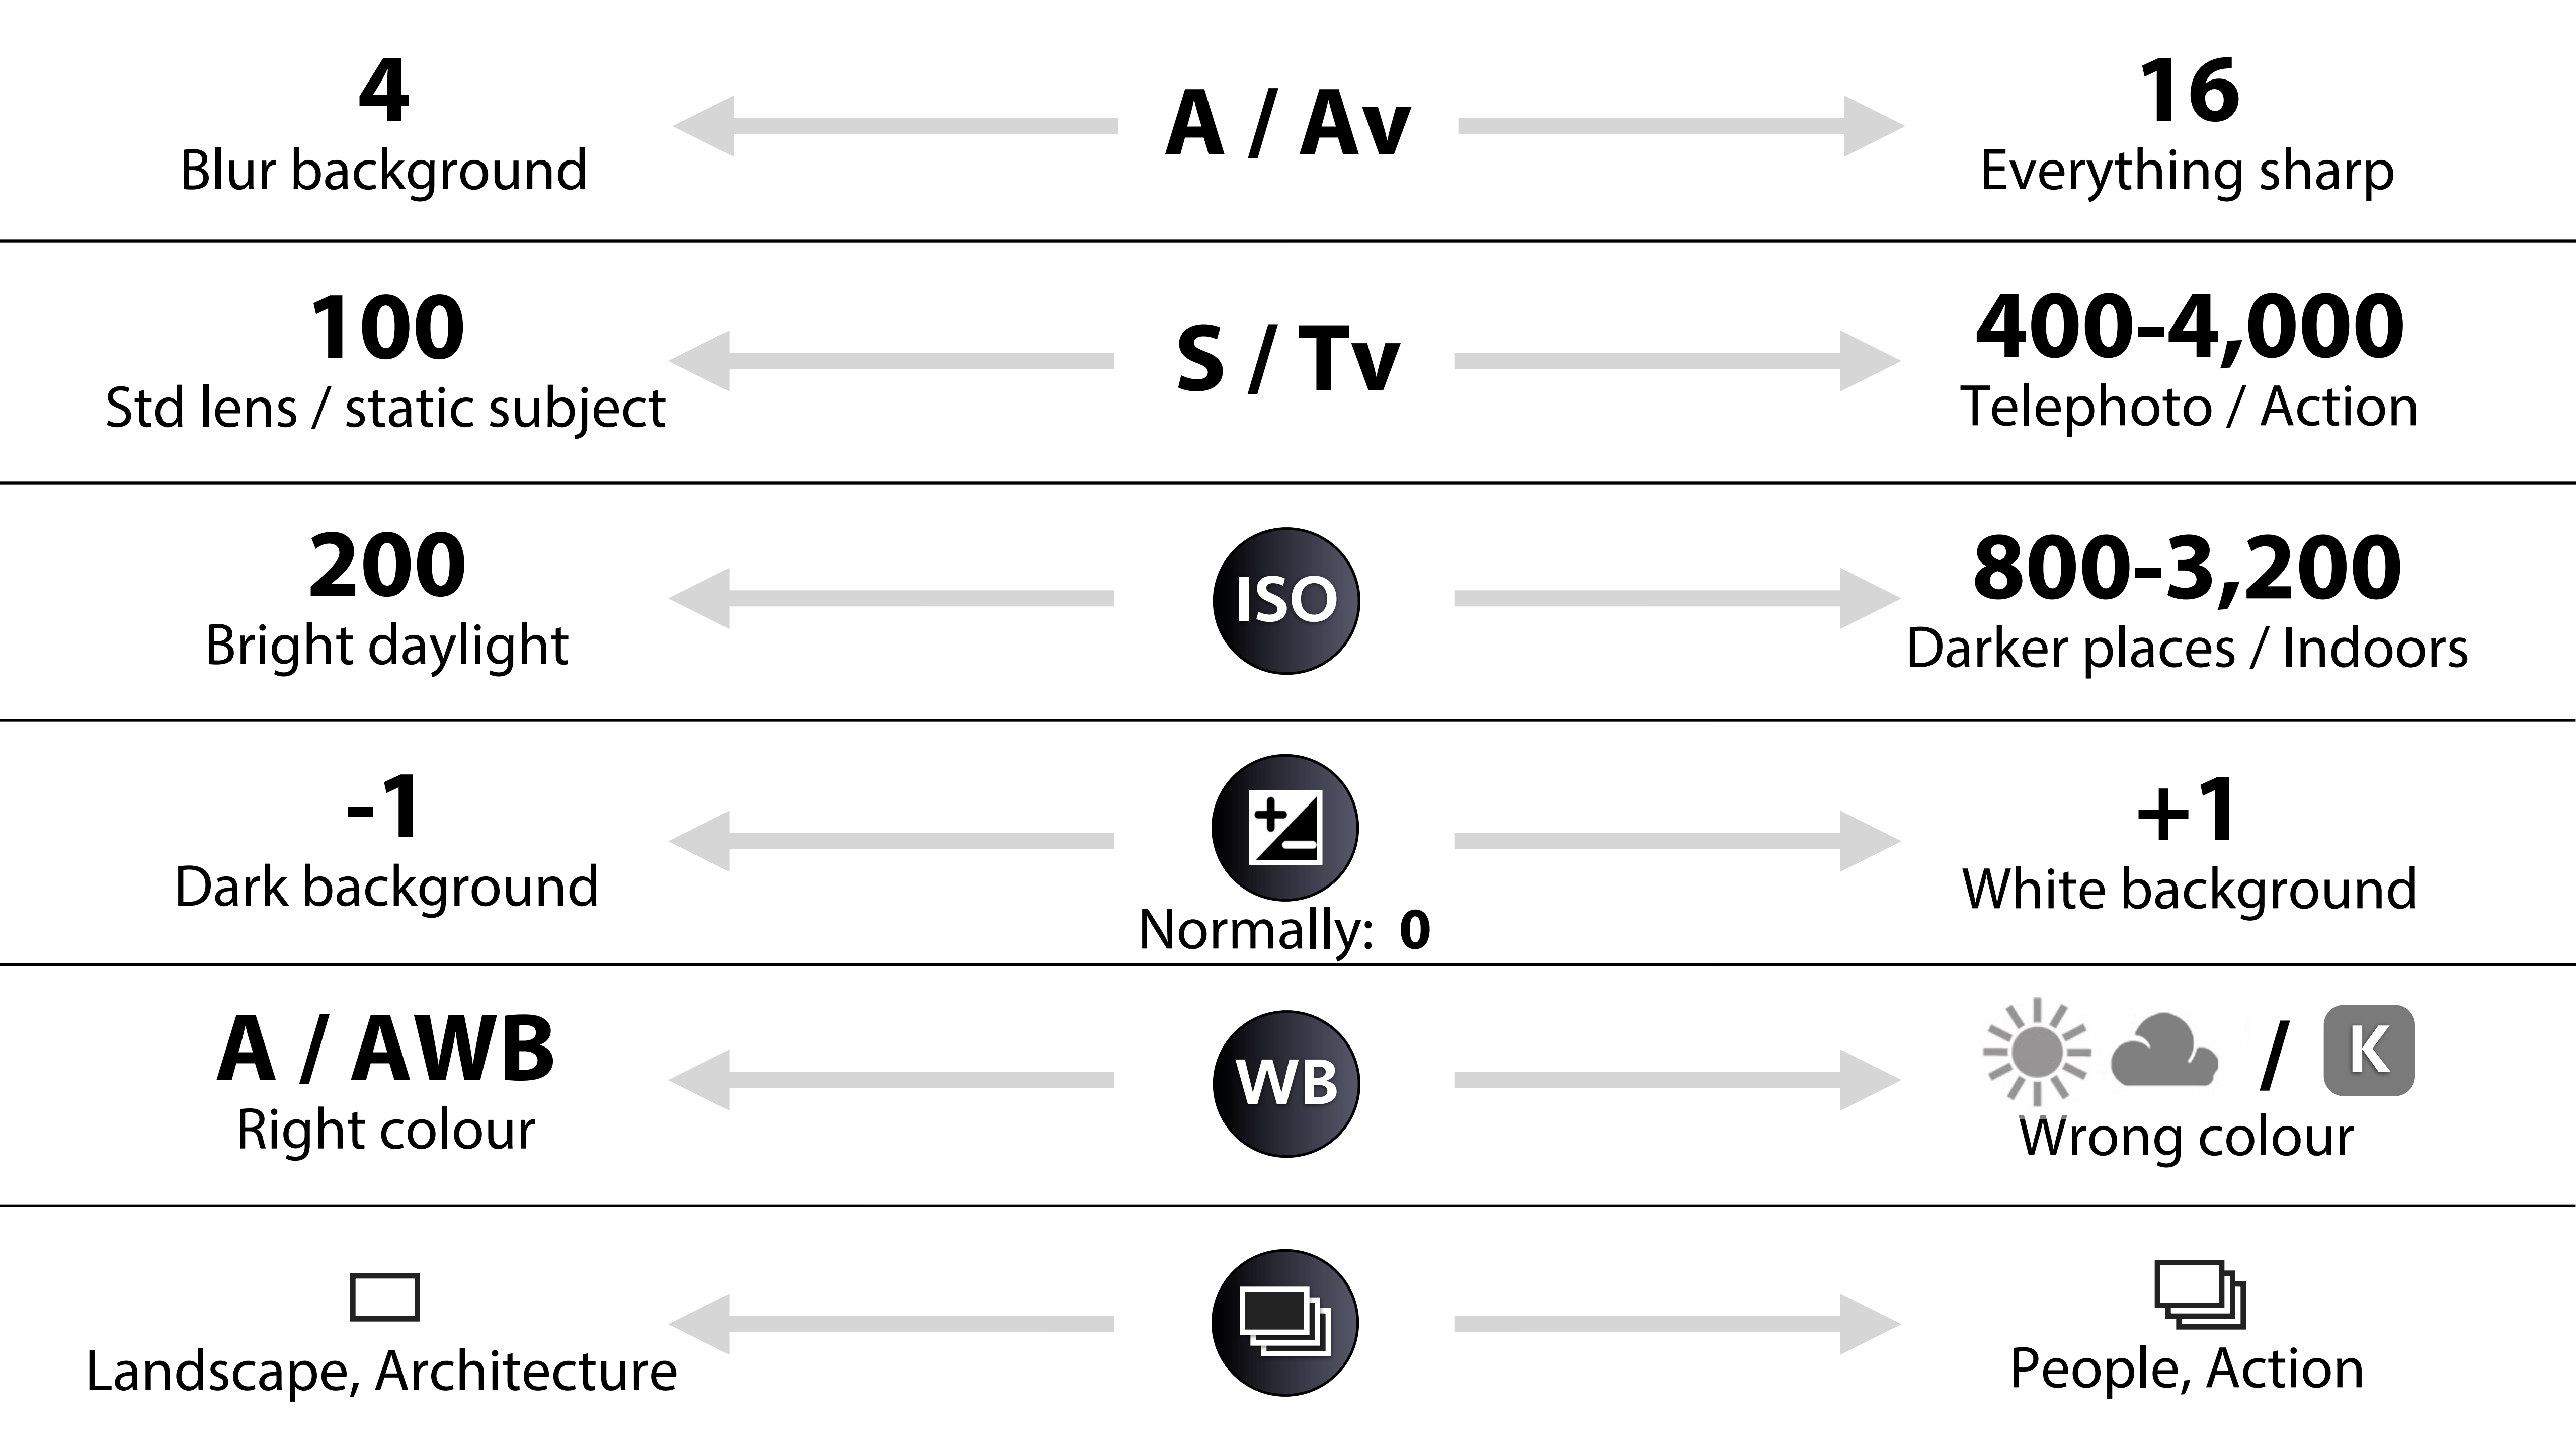 4
Blur background
A / Av
16
Everything sharp
100
Std lens / static subject
S / Tv
400-4,000
Telephoto / Action
200
Bright daylight
ISO
800-3,200
Darker places / Indoors
-1
Dark background
+ -
Normally: 0
+1
White background
A / AWB
Right colour
WB
/ K
Wrong colour
Landscape, Architecture
People, Action